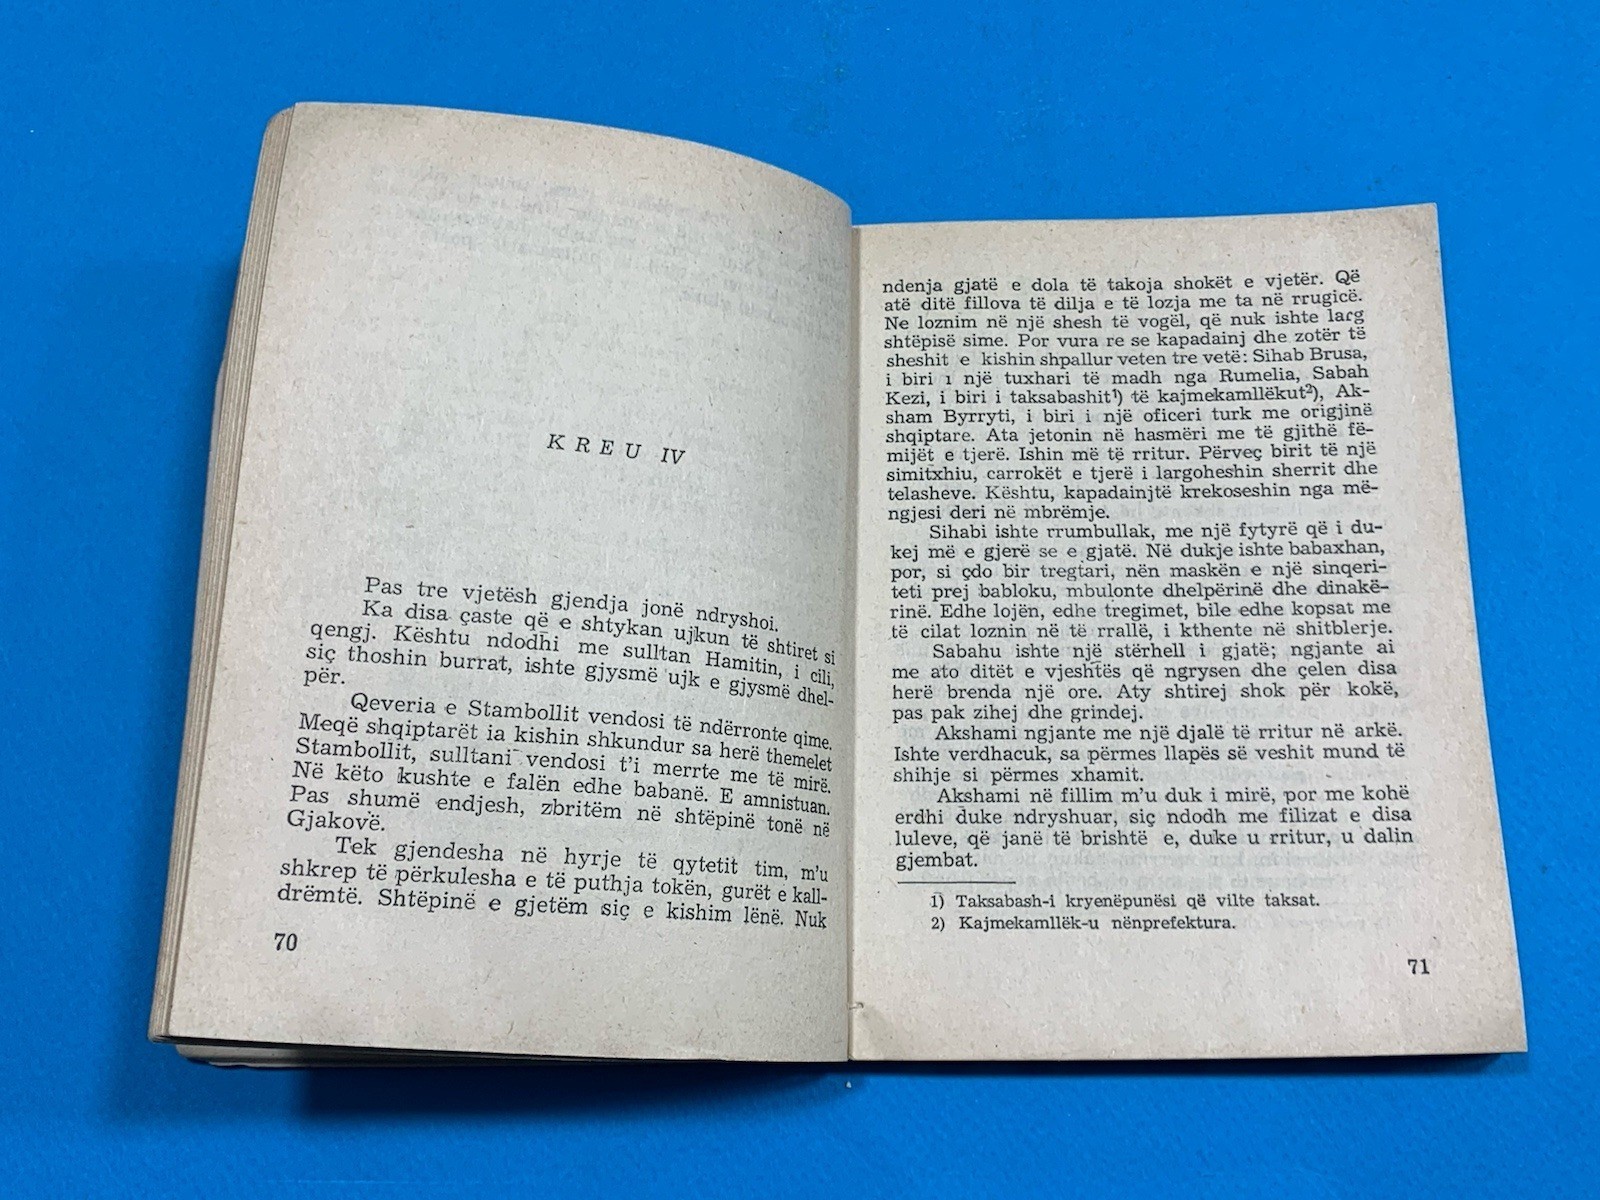 KREU IV
Pas tre vjetësh gjendja jonë ndryshoi.
Ka disa çaste që e shtykan ujkun të shtiret si
qengj. Kështu ndodhi me sulltan Hamitin, i cili,
siç thoshin burrat, ishte gjysmë ujk e gjysmë dhel-
për.
Qeveria e Stambollit vendosi të ndërronte qime.
Meqë shqiptarët ia kishin shkundur sa herë themelet
Stambollit, sulltani vendosi t'i merrte me të mirë.
Në këto kushte e falën edhe babanë. E amnistuan.
Pas shumë endjesh, zbritëm në shtëpinë tonë në
Gjakovë.
Tek gjendesha në hyrje të qytetit tim, m'u
shkrep të përkulesha e të puthja tokën, gurët e kall-
drëmtë. Shtëpinë e gjetëm siç e kishim lënë. Nuk
70
ndenja gjatë e dola të takoja shokët e vjetër. Që
atë ditë fillova të dilja e të lozja me ta në rrugicë.
Ne loznim në një shesh të vogël, që nuk ishte larg
shtëpisë sime. Por vura re se kapadainj dhe zotër të
sheshit e kishin shpallur veten tre vetë: Sihab Brusa,
i biri i një tuxhari të madh nga Rumelia, Sabah
Kezi, i biri i taksabashit¹) të kajmekamllëkut²), Ak-
sham Byrryti, i biri i një oficeri turk me origjinë
shqiptare. Ata jetonin në hasmëri me të gjithë fë-
mijët e tjerë. Ishin më të rritur. Përveç birit të një
simitxhiu, carrokët e tjerë i largoheshin sherrit dhe
telasheve. Kështu, kapadainjtë krekoseshin nga më-
ngjesi deri në mbrëmje.
Sihabi ishte rrumbullak, me një fytyrë që i du-
kej më e gjerë se e gjatë. Në dukje ishte babaxhan,
por, si çdo bir tregtari, nën maskën e një sinqeri-
teti prej babloku, mbulonte dhelpërinë dhe dinakë-
rinë. Edhe lojën, edhe tregimet, bile edhe kopsat me
të cilat loznin në të rrallë, i kthente në shitblerje.
Sabahu ishte një stërhell i gjatë; ngjante ai
me ato ditët e vjeshtës që ngrysen dhe çelen disa
herë brenda një ore. Aty shtirej shok për kokë,
pas pak zihej dhe grindej.
Akshami ngjante me një djalë të rritur në arkë.
Ishte verdhacuk, sa përmes llapës së veshit mund të
shihje si përmes xhamit.
Akshami në fillim m'u duk i mirë, por me kohë
erdhi duke ndryshuar, siç ndodh me filizat e disa
luleve, që janë të brishtë e, duke u rritur, u dalin
gjembat.
1) Taksabash-i kryenëpunësi që vilte taksat.
2) Kajmekamllëk-u nënprefektura.
71